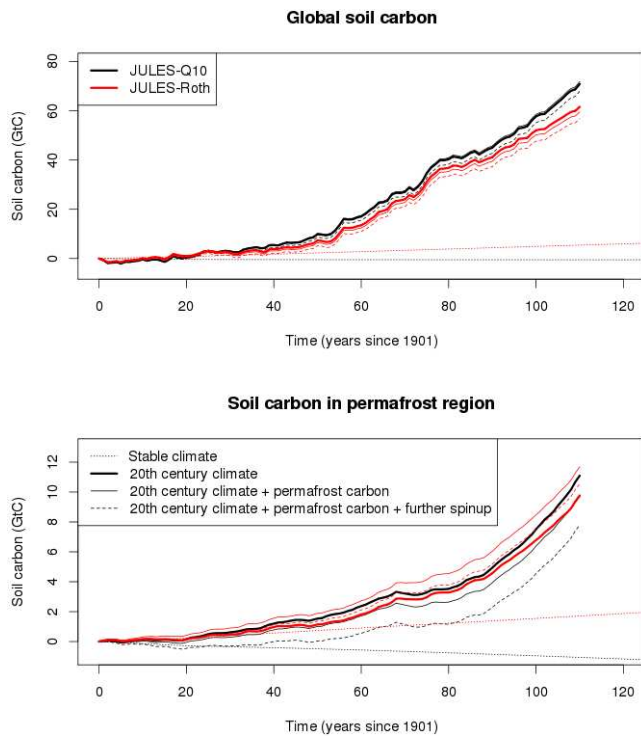 Global soil carbon
JULES-Q10
JULES-Roth
Soil carbon (GtC)
80
60
40
20
0
0 20 40 60 80 100 120
Time (years since 1901)
Soil carbon in permafrost region
Stable climate
20th century climate
20th century climate + permafrost carbon
20th century climate + permafrost carbon + further spinup
Soil carbon (GtC)
12
10
8
6
4
2
0
0 20 40 60 80 100 120
Time (years since 1901)